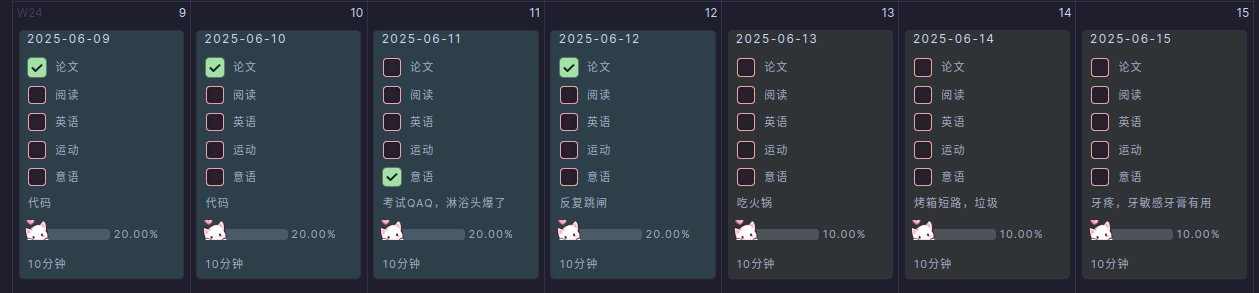 W24
9
10
11
12
13
14
15
2025-06-09
论文
阅读
英语
运动
意语
代码
20.00%
10分钟
2025-06-10
论文
阅读
英语
运动
意语
代码
20.00%
10分钟
2025-06-11
论文
阅读
英语
运动
意语
考试QAQ，淋浴头爆了
20.00%
10分钟
2025-06-12
论文
阅读
英语
运动
意语
反复跳闸
20.00%
10分钟
2025-06-13
论文
阅读
英语
运动
意语
吃火锅
10.00%
10分钟
2025-06-14
论文
阅读
英语
运动
意语
烤箱短路，垃圾
10.00%
10分钟
2025-06-15
论文
阅读
英语
运动
意语
牙疼，牙敏感牙膏有用
10.00%
10分钟